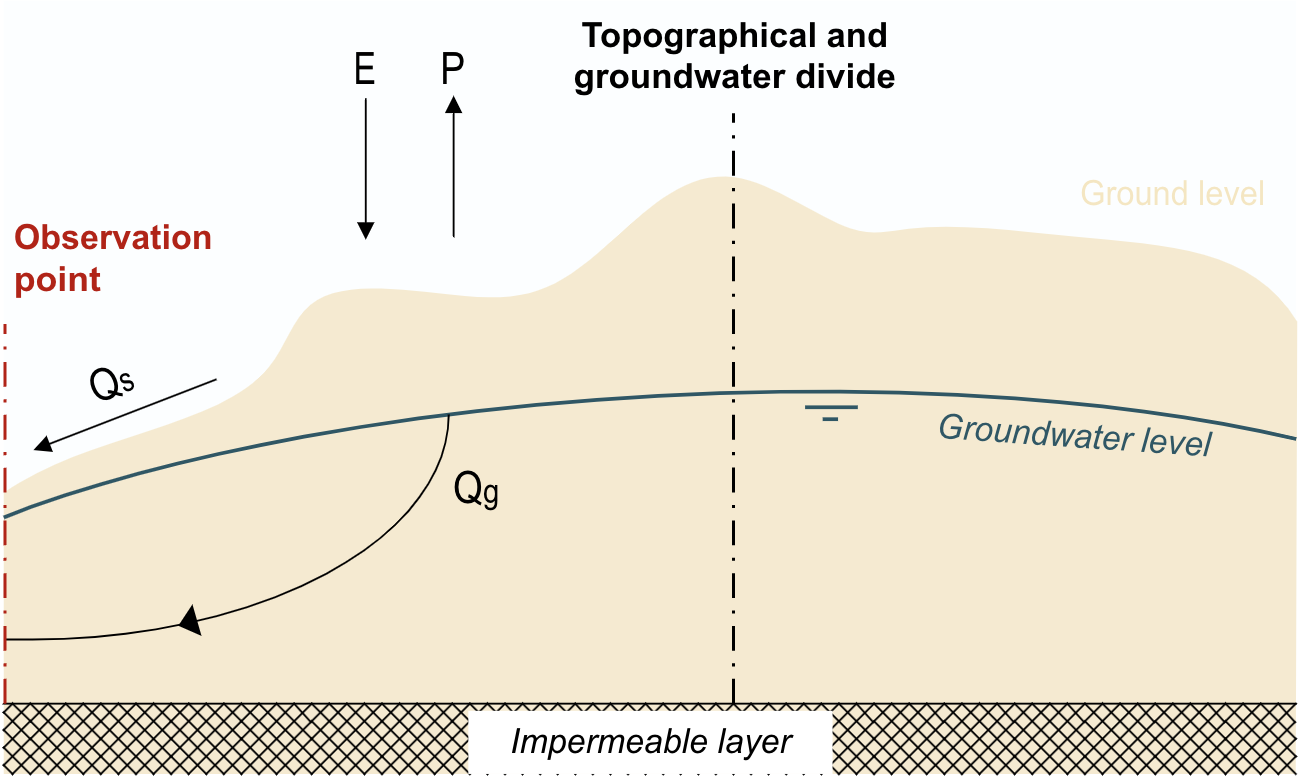 Topographical and
groundwater divide
E
P
Ground level
Observation
point
Qs
Groundwater level
Qg
Impermeable layer